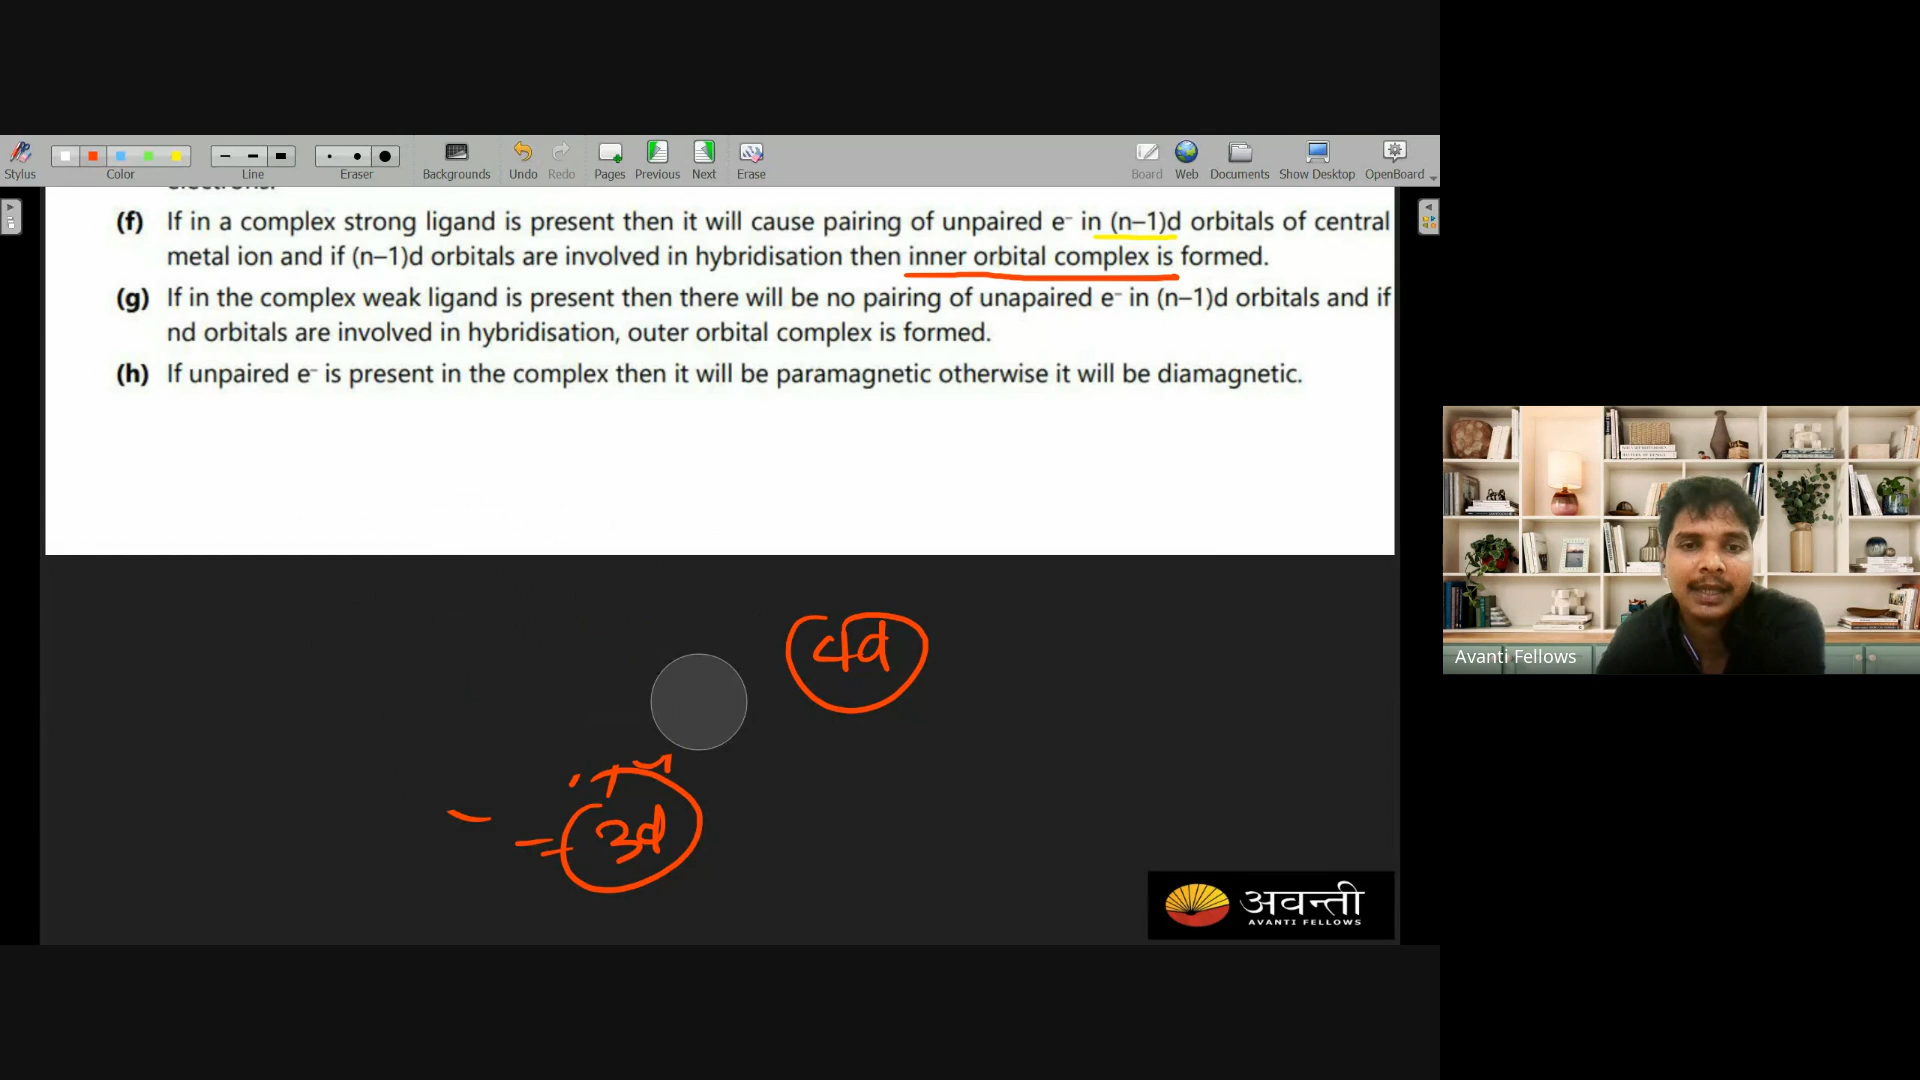 Stylus
Color
Line
Eraser
Backgrounds
Undo
Redo
Pages
Previous
Next
Erase
Board
Web
Documents
Show Desktop
OpenBoard
electrons.
(f) If in a complex strong ligand is present then it will cause pairing of unpaired e⁻ in (n–1)d orbitals of central
metal ion and if (n–1)d orbitals are involved in hybridisation then inner orbital complex is formed.
(g) If in the complex weak ligand is present then there will be no pairing of unapaired e⁻ in (n–1)d orbitals and if
nd orbitals are involved in hybridisation, outer orbital complex is formed.
(h) If unpaired e⁻ is present in the complex then it will be paramagnetic otherwise it will be diamagnetic.
4d
3d
Avanti Fellows
अवन्ती
AVANTI FELLOWS